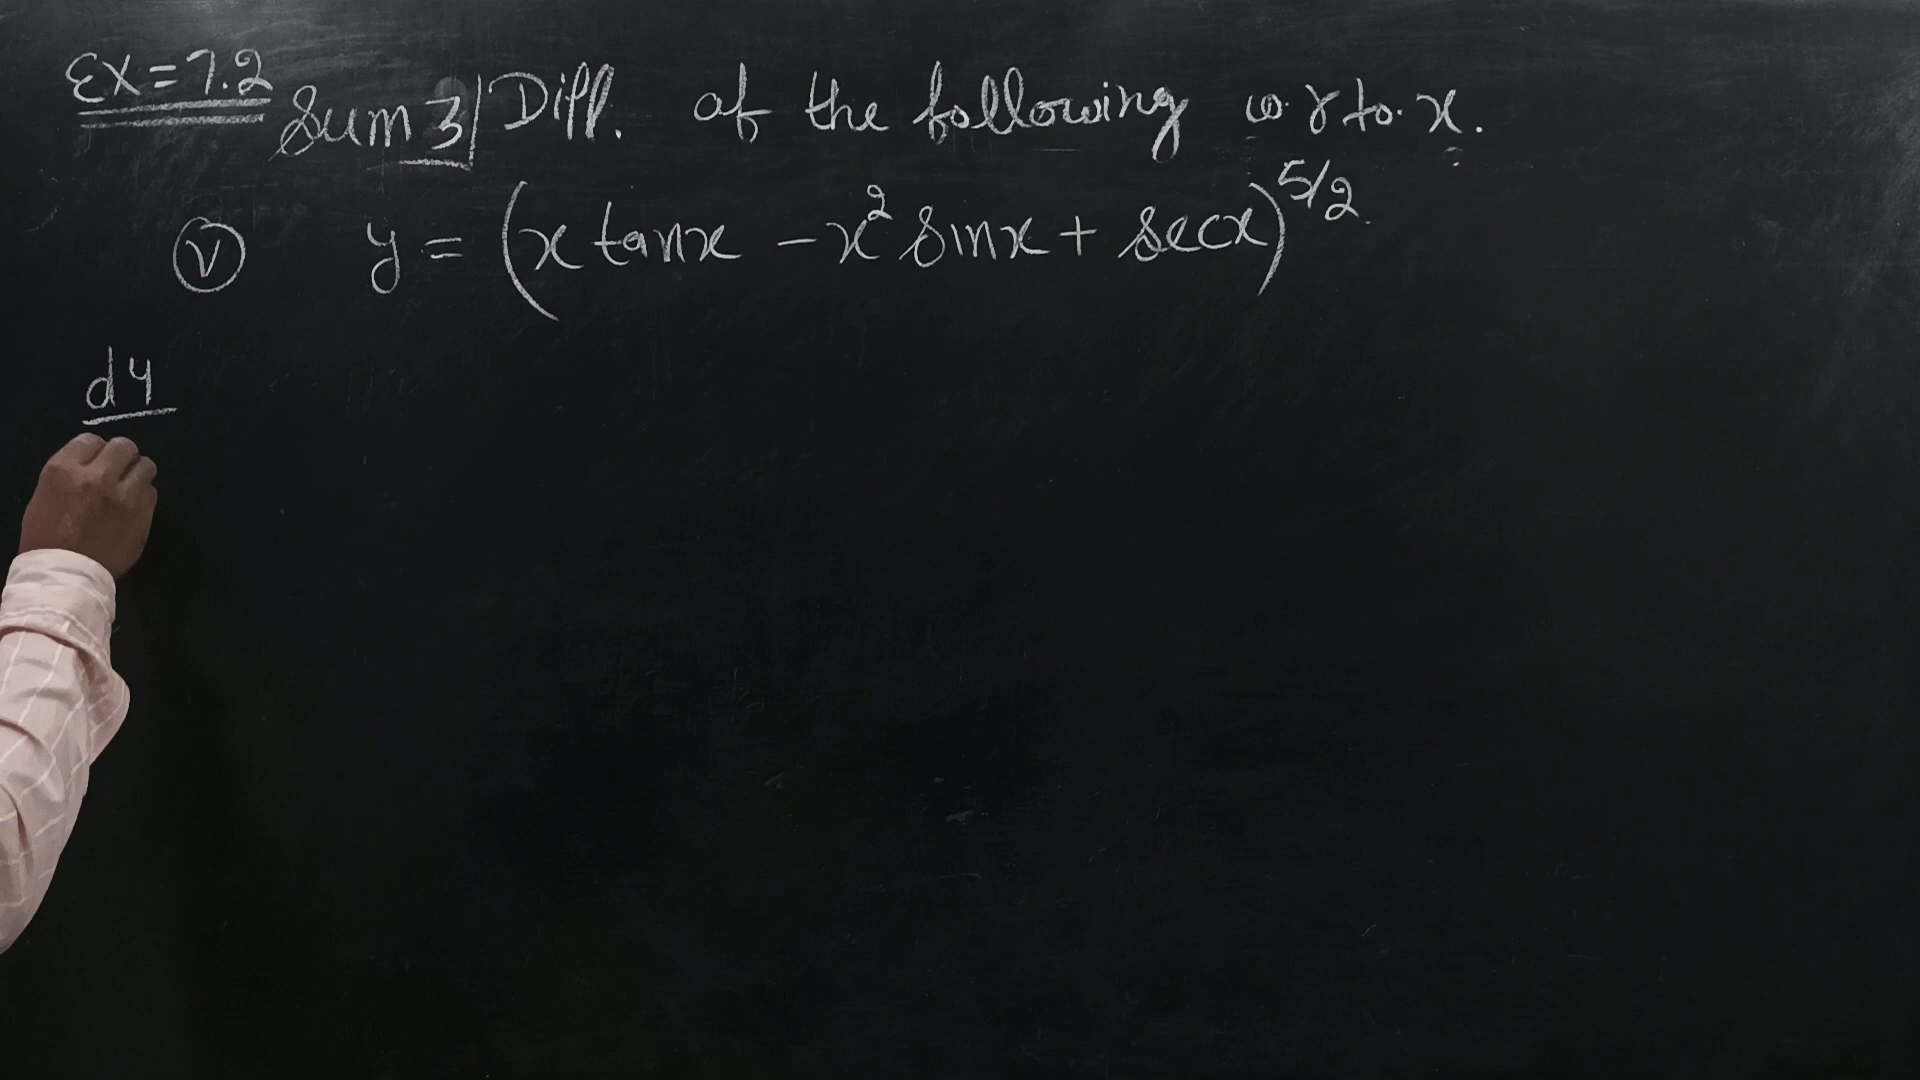 Ex=7.2
Sum 3 Diff. of the following w.r to. x.
(v) y = (x tanx - x² sinx + secx)^5/2
dy